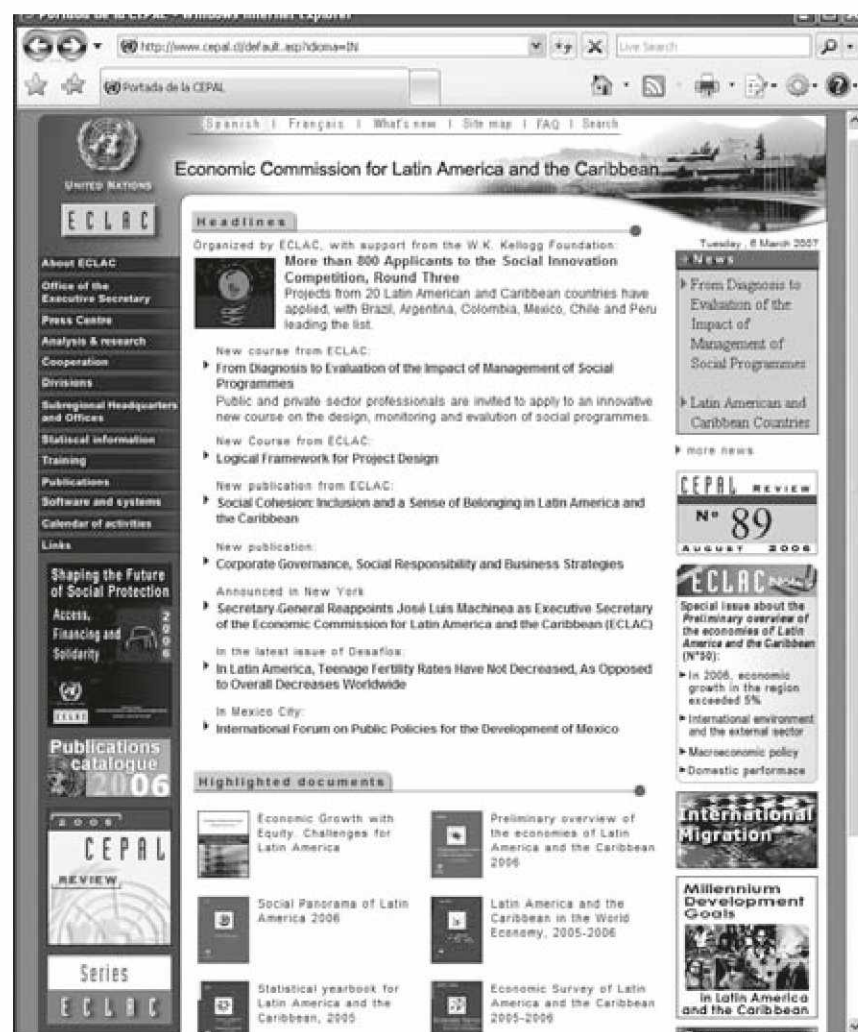 Portada de la CEPAL - Windows Internet Explorer
http://www.cepal.cl/default.asp?idioma=IN
Live Search
Portada de la CEPAL
Spanish | Français | What's new | Site map | FAQ | Search
Economic Commission for Latin America and the Caribbean
UNITED NATIONS
ECLAC
About ECLAC
Office of the
Executive Secretary
Press Centre
Analysis & research
Cooperation
Divisions
Subregional Headquarters
and Offices
Statiscal information
Training
Publications
Software and systems
Calendar of activities
Links
Shaping the Future
of Social Protection
Access,
Financing and
Solidarity
2006
ECLAC
Publications
catalogue
2006
2006
CEPAL
REVIEW
Series
ECLAC
Headlines
Organized by ECLAC, with support from the W.K. Kellogg Foundation:
More than 800 Applicants to the Social Innovation
Competition, Round Three
Projects from 20 Latin American and Caribbean countries have
applied, with Brazil, Argentina, Colombia, Mexico, Chile and Peru
leading the list.
New course from ECLAC:
From Diagnosis to Evaluation of the Impact of Management of Social
Programmes
Public and private sector professionals are invited to apply to an innovative
new course on the design, monitoring and evalution of social programmes.
New Course from ECLAC:
Logical Framework for Project Design
New publication from ECLAC:
Social Cohesion: Inclusion and a Sense of Belonging in Latin America and
the Caribbean
New publication:
Corporate Governance, Social Responsibility and Business Strategies
Announced in New York
Secretary-General Reappoints José Luis Machinea as Executive Secretary
of the Economic Commission for Latin America and the Caribbean (ECLAC)
In the latest issue of Desafíos:
In Latin America, Teenage Fertility Rates Have Not Decreased, As Opposed
to Overall Decreases Worldwide
In Mexico City:
International Forum on Public Policies for the Development of Mexico
Highlighted documents
Economic Growth with
Equity. Challenges for
Latin America
Preliminary overview of
the economies of Latin
America and the Caribbean
2006
Social Panorama of Latin
America 2006
Latin America and the
Caribbean in the World
Economy, 2005-2006
Statistical yearbook for
Latin America and the
Caribbean, 2005
Economic Survey of Latin
America and the Caribbean
2005-2006
Tuesday, 6 March 2007
News
From Diagnosis to
Evaluation of the
Impact of
Management of
Social Programmes
Latin American and
Caribbean Countries
more news
CEPAL REVIEW
Nº 89
AUGUST 2006
ECLAC Notes
Special issue about the
Preliminary overview of
the economies of Latin
America and the Caribbean
(Nº50):
In 2006, economic
growth in the region
exceeded 5%
International environment
and the external sector
Macroeconomic policy
Domestic performace
International
Migration
Millennium
Development
Goals
in Latin America
and the Caribbean